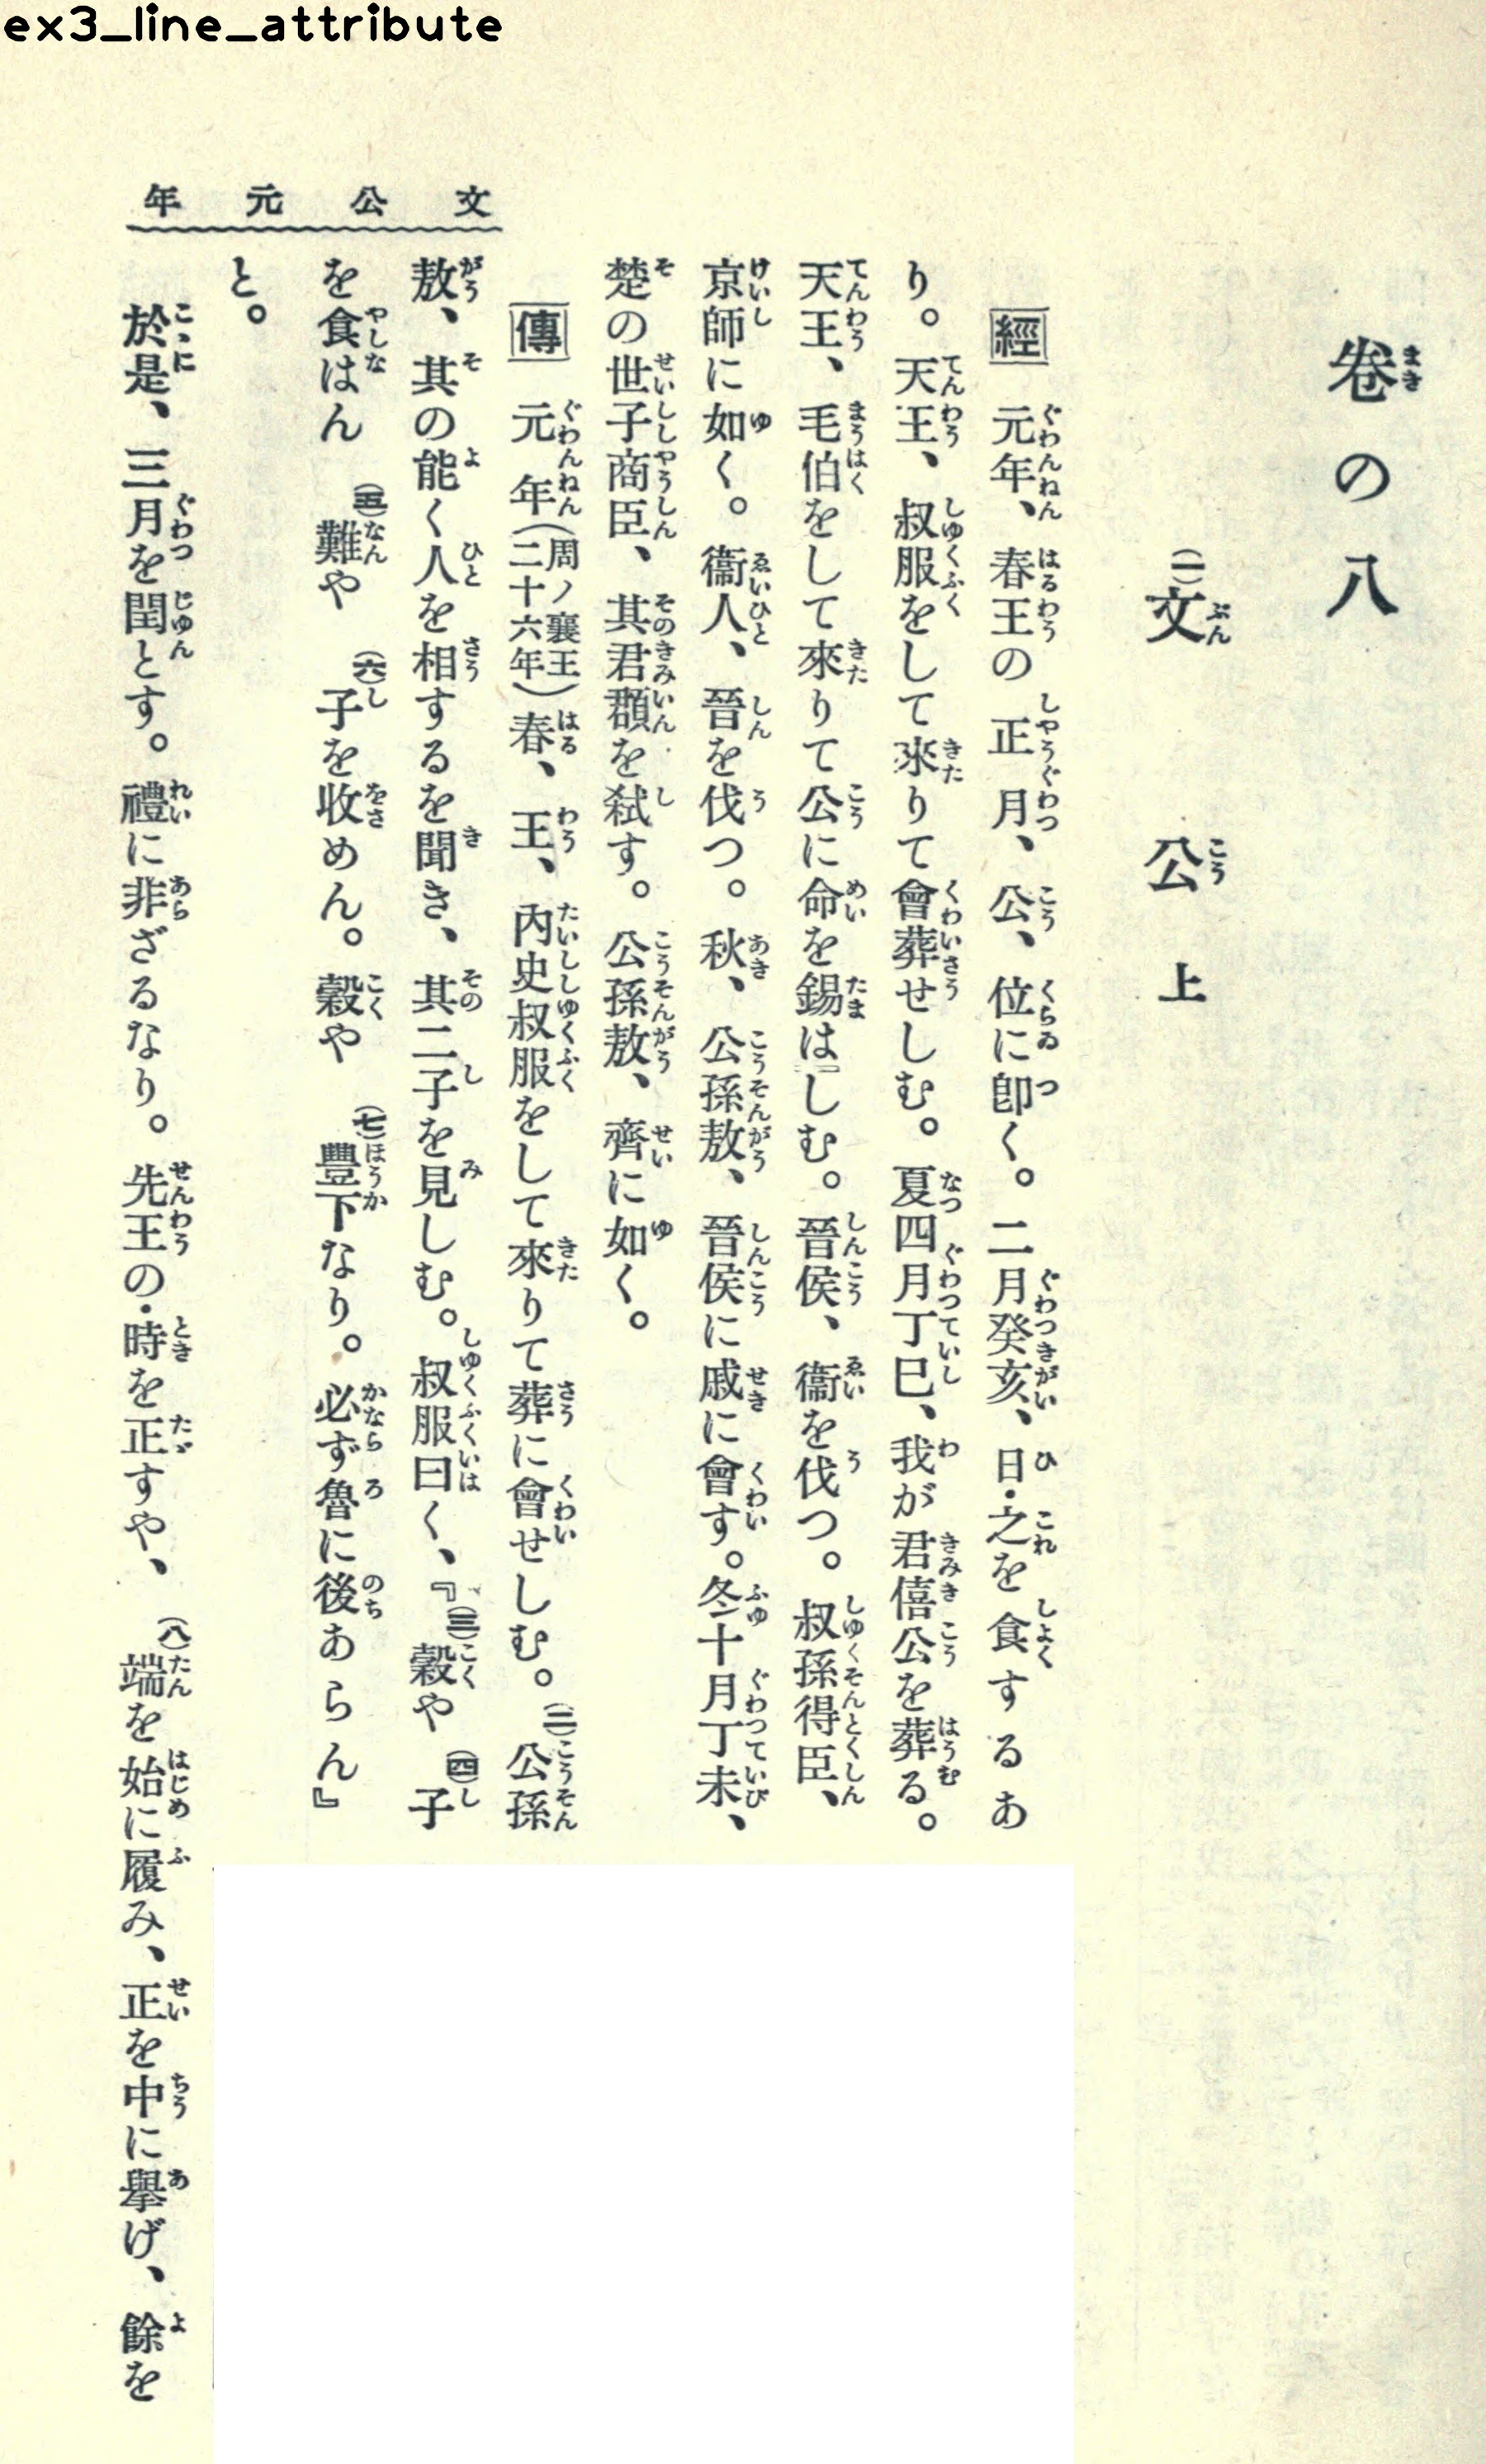 ex3_line_attribute
卷の八
(一)文公上
經 元年、春王の正月、公、位に卽く。二月癸亥、日・之を食するあ
り。天王、叔服をして來りて會葬せしむ。夏四月丁巳、我が君僖公を葬る。
天王、毛伯をして來りて公に命を錫はしむ。晉侯、衞を伐つ。叔孫得臣、
京師に如く。衞人、晉を伐つ。秋、公孫敖、晉侯に戚に會す。冬十月丁未、
楚の世子商臣、其君頵を弑す。公孫敖、齊に如く。
傳 元年(周ノ襄王二十六年)春、王、內史叔服をして來りて葬に會せしむ。(二)公孫
敖、其の能く人を相するを聞き、其二子を見しむ。叔服曰く、『(三)穀や(四)子
を食はん(五)難や(六)子を收めん。穀や(七)豐下なり。必ず魯に後あらん』
と。
於是、三月を閏とす。禮に非ざるなり。先王の・時を正すや、(八)端を始に履み、正を中に擧げ、餘を
文公元年